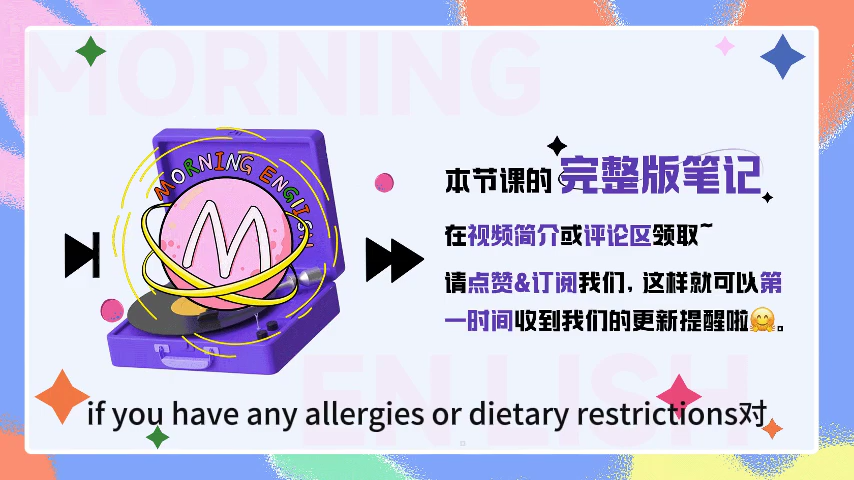 MORNING
MORNING ENGLISH
M
本节课的 完整版笔记
在视频简介或评论区领取~
请点赞&订阅我们，这样就可以第
一时间收到我们的更新提醒啦🤗。
EN LISH
if you have any allergies or dietary restrictions对